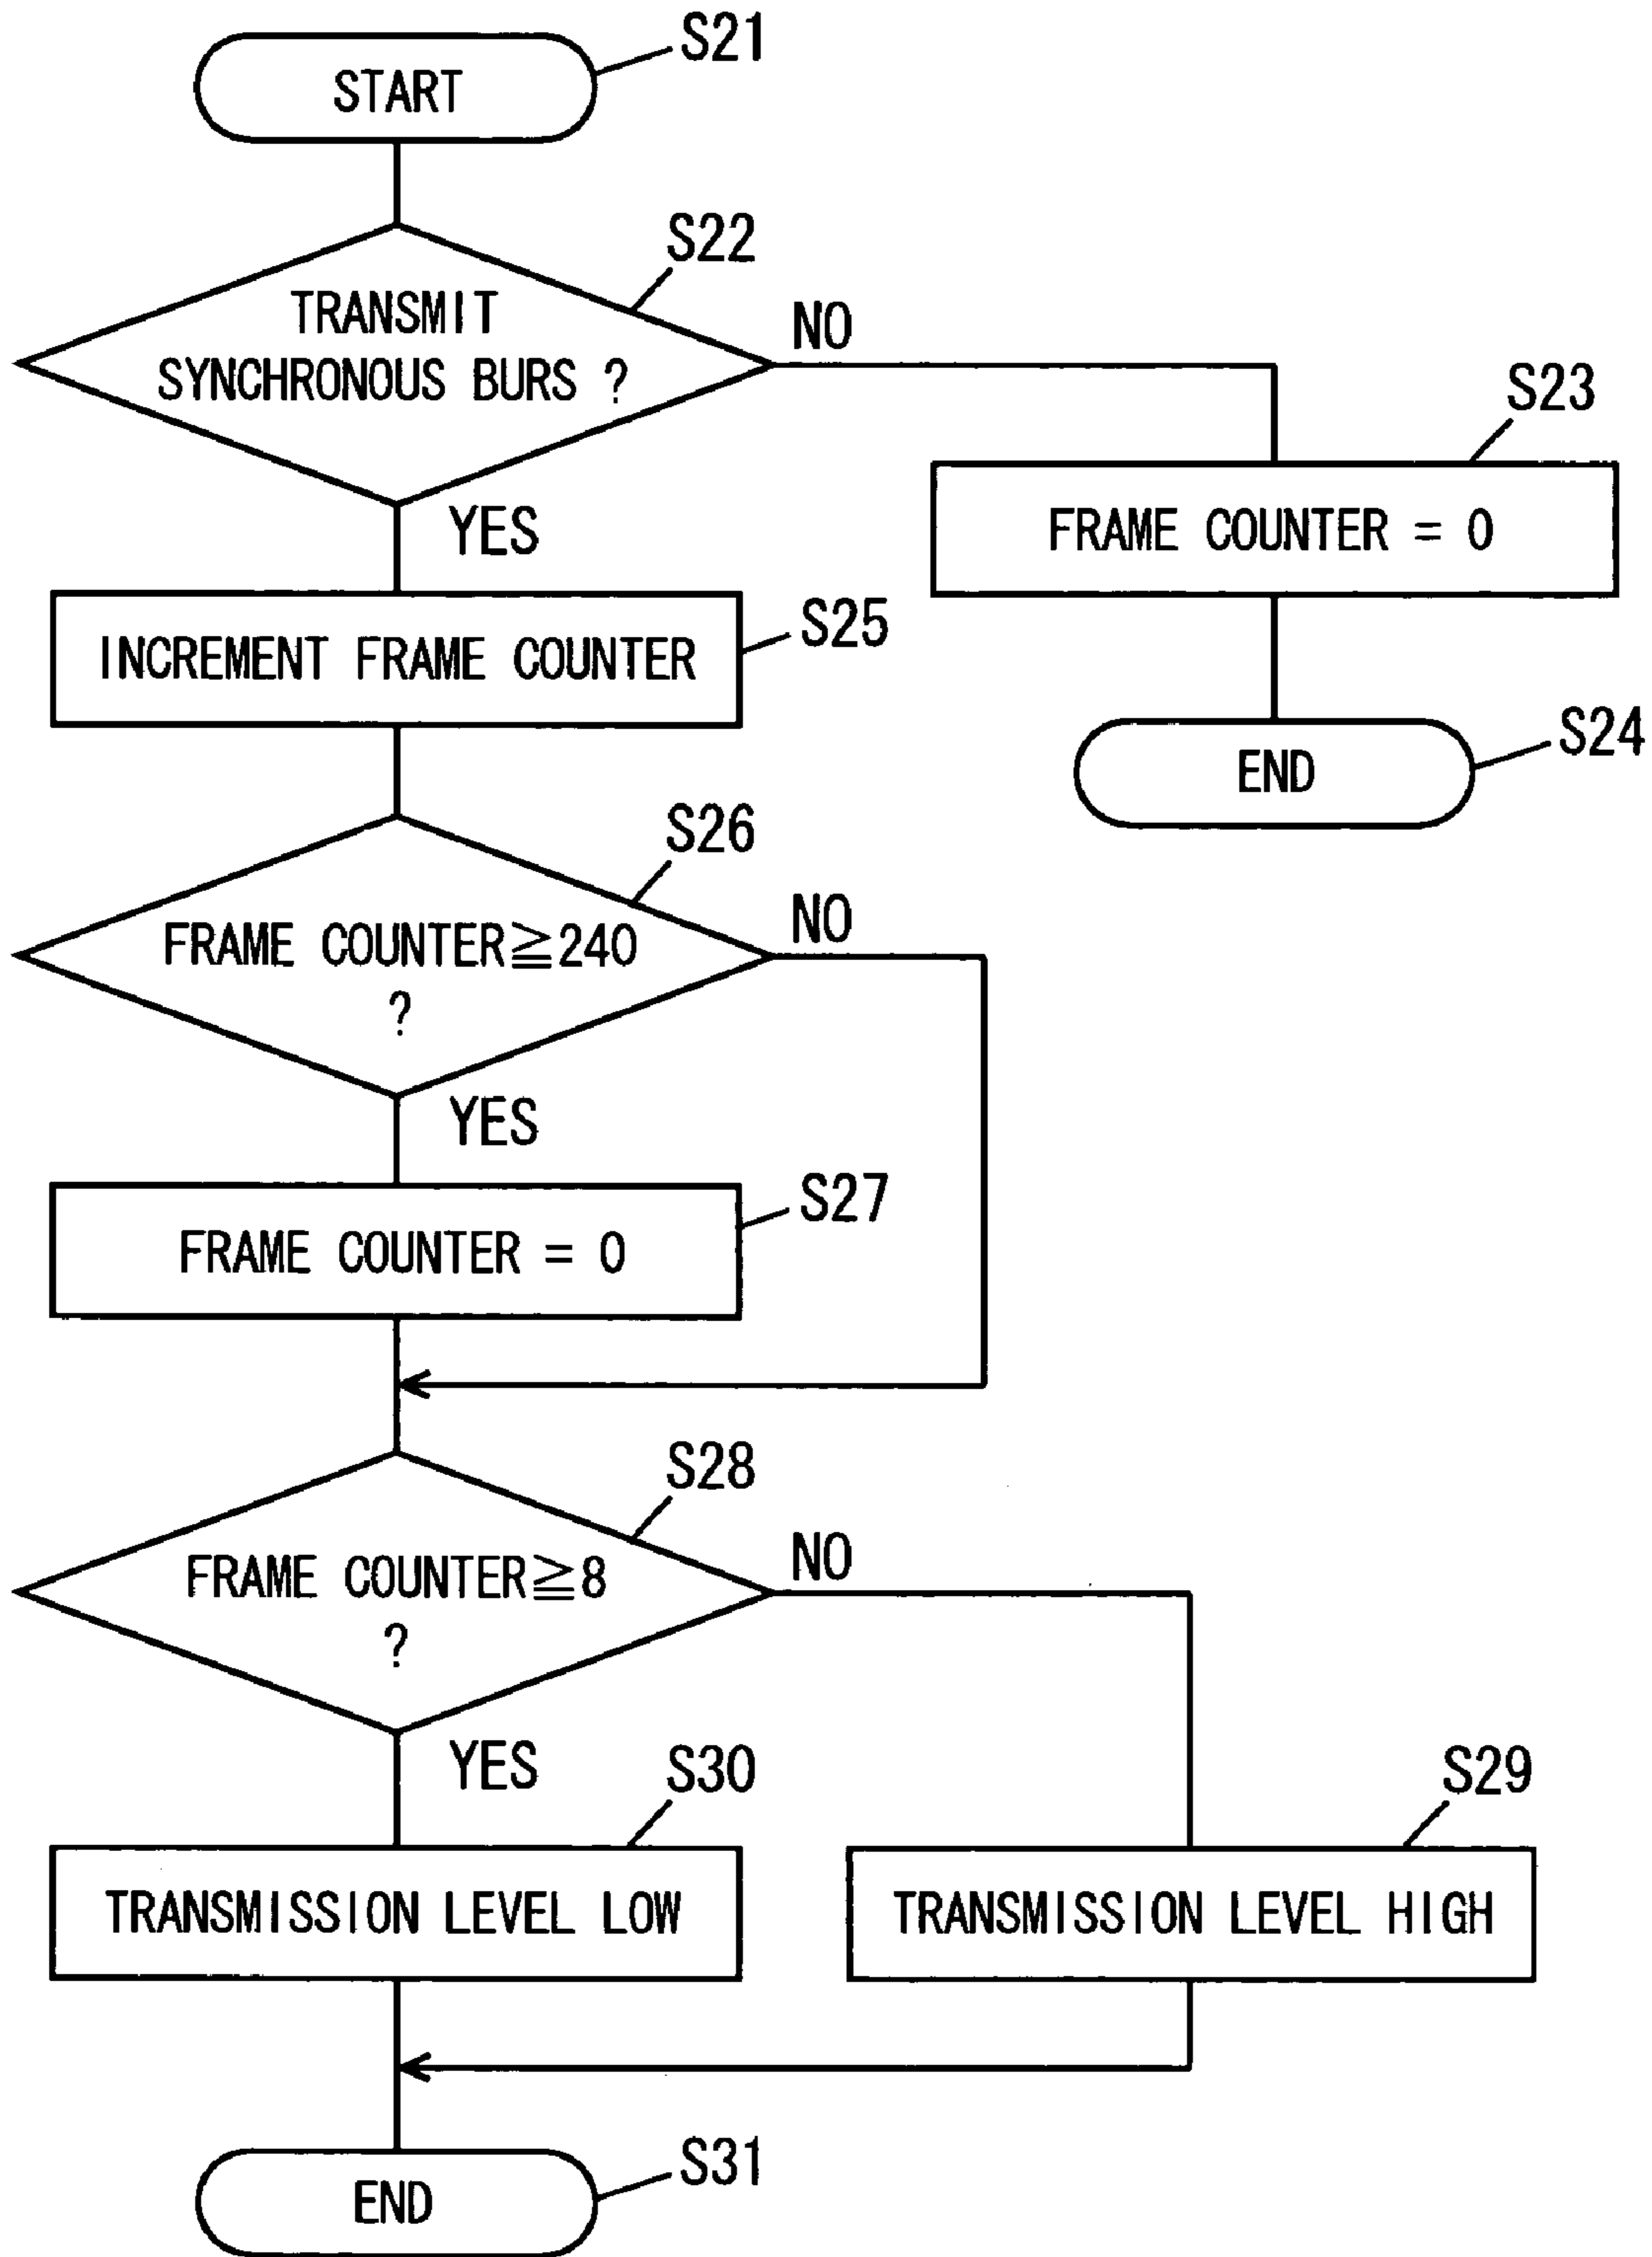 S21
START
S22
TRANSMIT
SYNCHRONOUS BURS ?
NO
S23
FRAME COUNTER = 0
YES
S25
INCREMENT FRAME COUNTER
S24
END
S26
FRAME COUNTER≧240
?
NO
YES
S27
FRAME COUNTER = 0
S28
FRAME COUNTER≧8
?
NO
YES
S30
S29
TRANSMISSION LEVEL LOW
TRANSMISSION LEVEL HIGH
S31
END